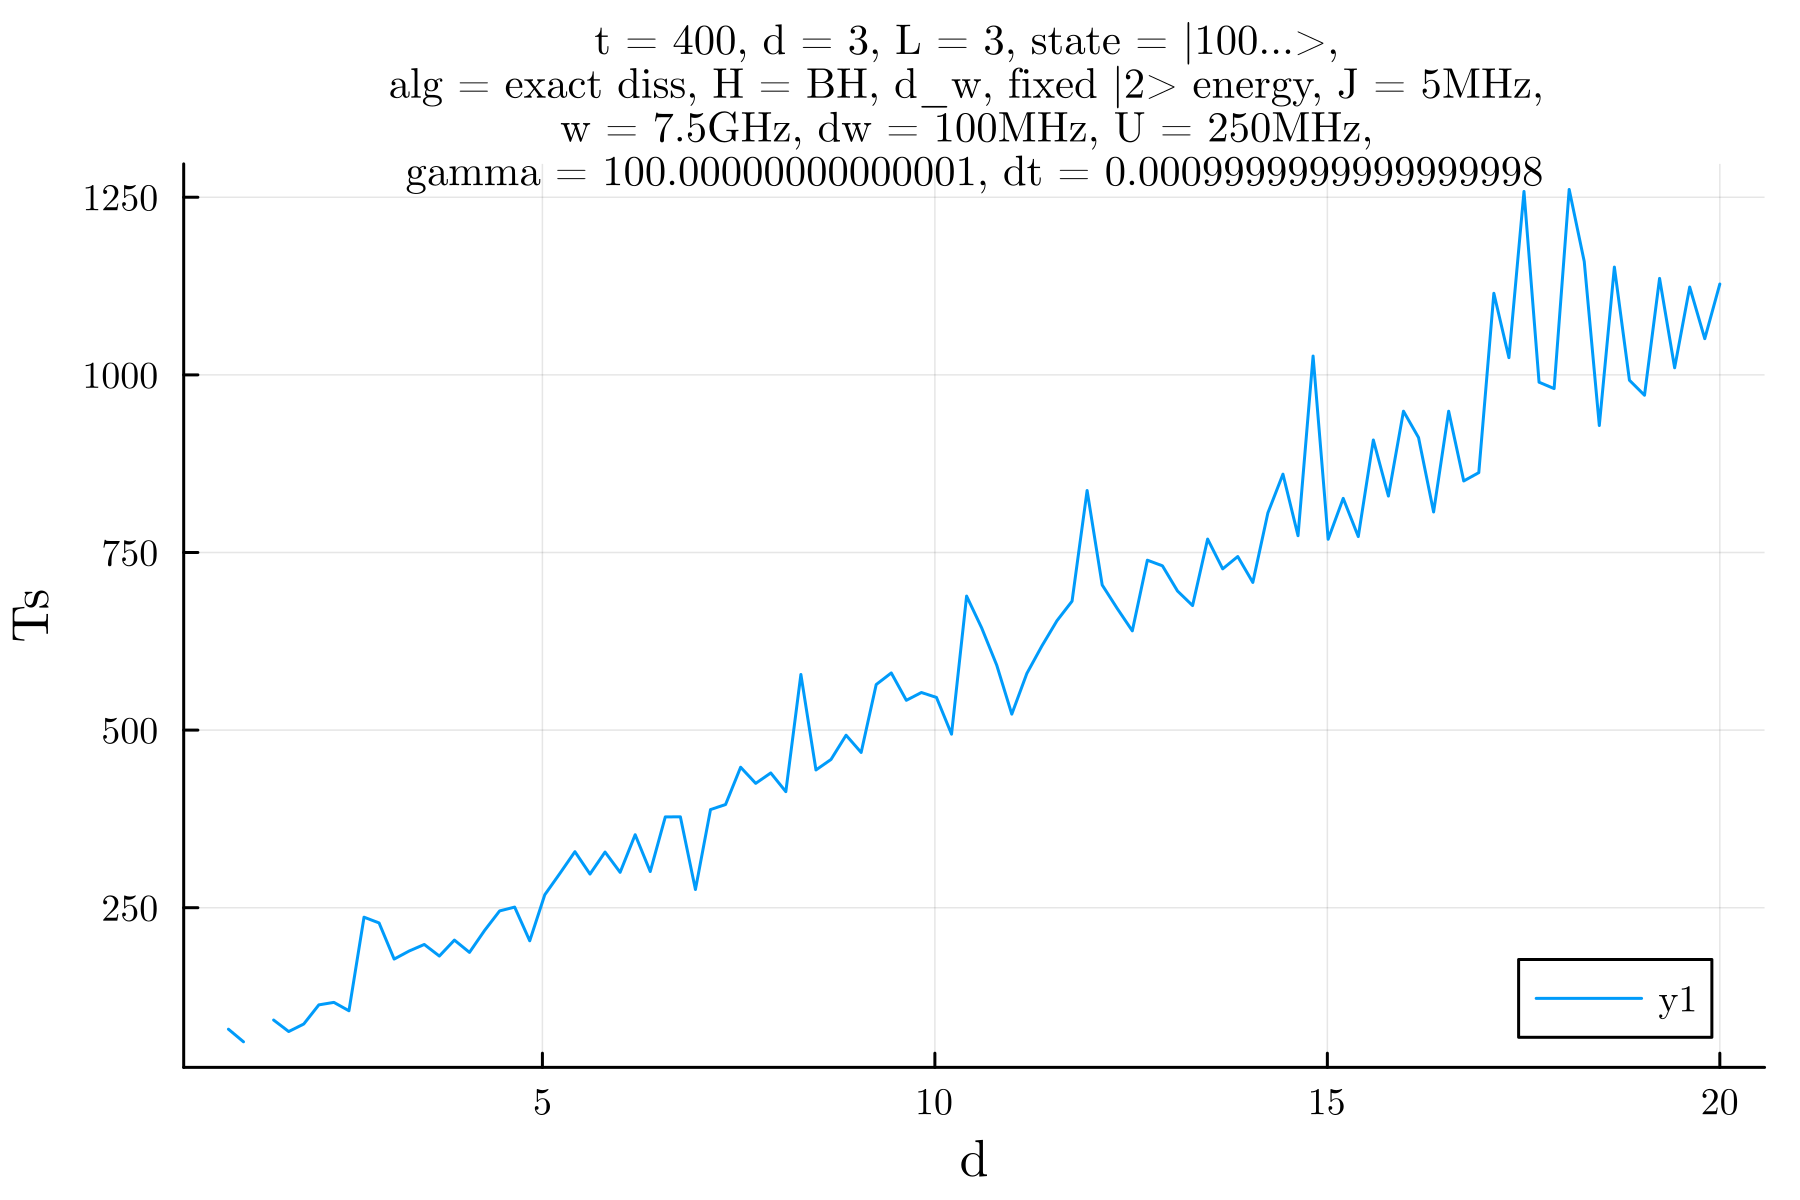 t = 400, d = 3, L = 3, state = |100...>,
alg = exact diss, H = BH, d_w, fixed |2> energy, J = 5MHz,
w = 7.5GHz, dw = 100MHz, U = 250MHz,
gamma = 100.00000000000001, dt = 0.0009999999999999998
1250
1000
750
500
250
Ts
y1
5
10
15
20
d